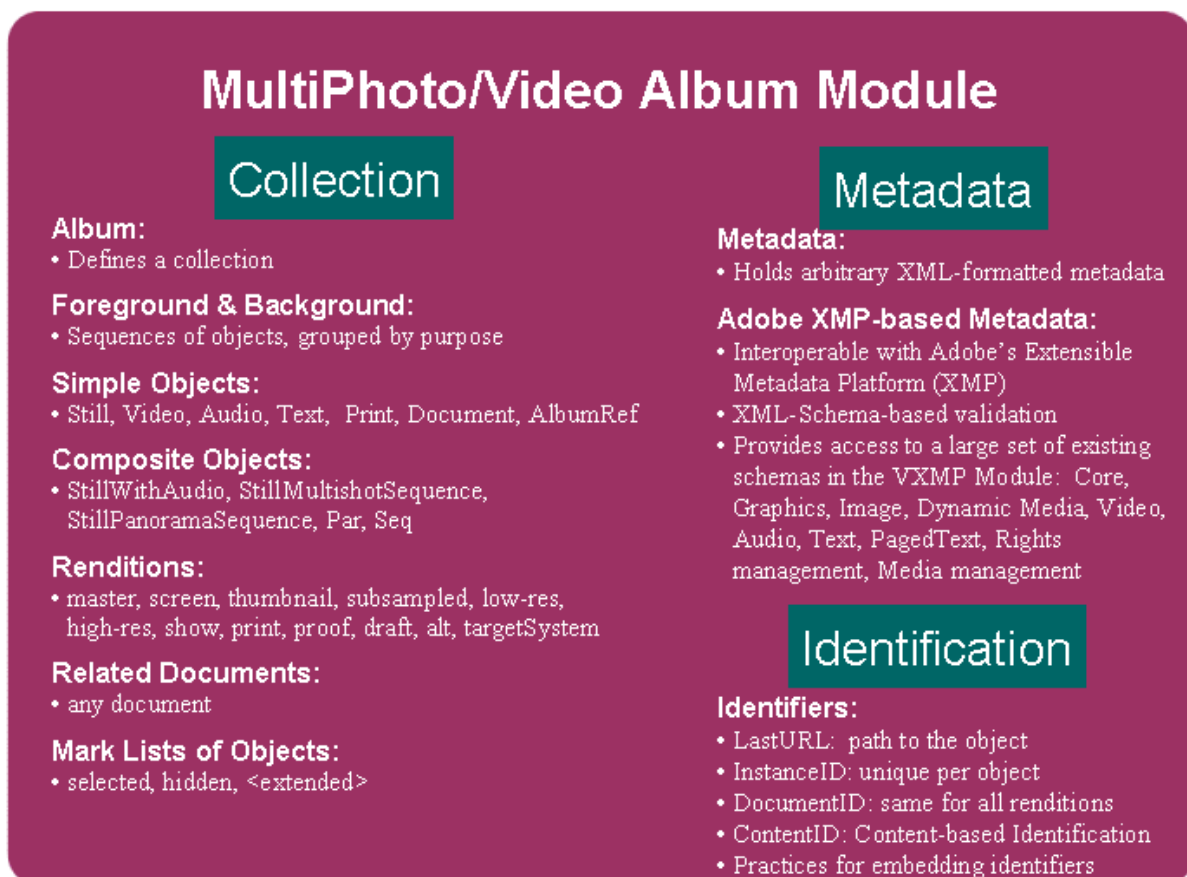 MultiPhoto/Video Album Module
Collection
Album:
• Defines a collection
Foreground & Background:
• Sequences of objects, grouped by purpose
Simple Objects:
• Still, Video, Audio, Text, Print, Document, AlbumRef
Composite Objects:
• StillWithAudio, StillMultishotSequence,
StillPanoramaSequence, Par, Seq
Renditions:
• master, screen, thumbnail, subsampled, low-res,
high-res, show, print, proof, draft, alt, targetSystem
Related Documents:
• any document
Mark Lists of Objects:
• selected, hidden, <extended>
Metadata
Metadata:
• Holds arbitrary XML-formatted metadata
Adobe XMP-based Metadata:
• Interoperable with Adobe’s Extensible
Metadata Platform (XMP)
• XML-Schema-based validation
• Provides access to a large set of existing
schemas in the VXMP Module: Core,
Graphics, Image, Dynamic Media, Video,
Audio, Text, PagedText, Rights
management, Media management
Identification
Identifiers:
• LastURL: path to the object
• InstanceID: unique per object
• DocumentID: same for all renditions
• ContentID: Content-based Identification
• Practices for embedding identifiers